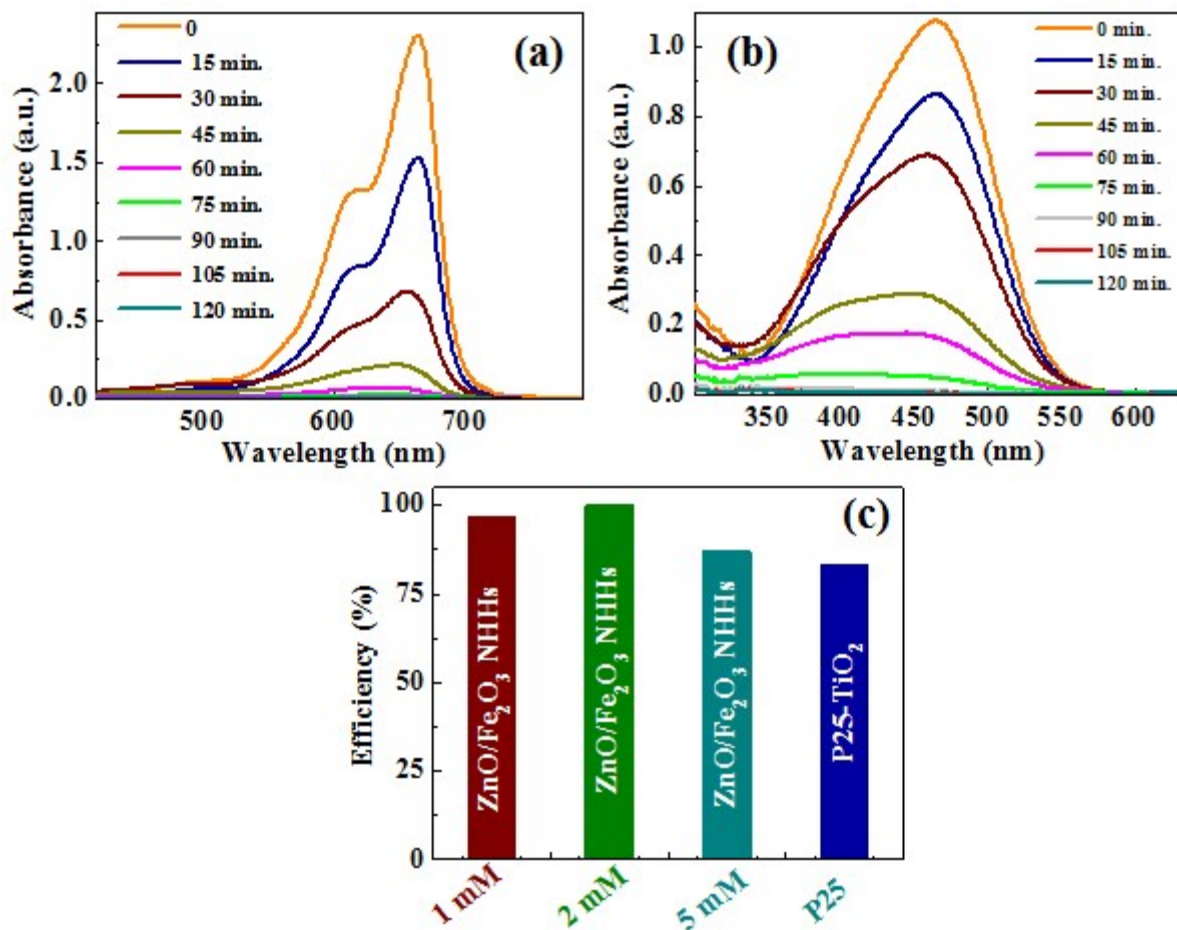 (a)
0
15 min.
30 min.
45 min.
60 min.
75 min.
90 min.
105 min.
120 min.
2.0
1.5
1.0
0.5
0.0
Absorbance (a.u.)
500 600 700
Wavelength (nm)
(b)
0 min.
15 min.
30 min.
45 min.
60 min.
75 min.
90 min.
105 min.
120 min.
1.0
0.8
0.6
0.4
0.2
0.0
Absorbance (a.u.)
350 400 450 500 550 600
Wavelength (nm)
(c)
100
75
50
25
0
Efficiency (%)
ZnO/Fe₂O₃ NHHs
ZnO/Fe₂O₃ NHHs
ZnO/Fe₂O₃ NHHs
P25-TiO₂
1 mM
2 mM
5 mM
P25